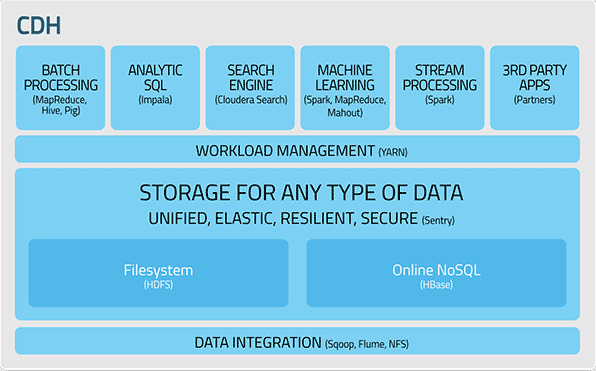 CDH
BATCH
PROCESSING
(MapReduce,
Hive, Pig)
ANALYTIC
SQL
(Impala)
SEARCH
ENGINE
(Cloudera Search)
MACHINE
LEARNING
(Spark, MapReduce,
Mahout)
STREAM
PROCESSING
(Spark)
3RD PARTY
APPS
(Partners)
WORKLOAD MANAGEMENT (YARN)
STORAGE FOR ANY TYPE OF DATA
UNIFIED, ELASTIC, RESILIENT, SECURE (Sentry)
Filesystem
(HDFS)
Online NoSQL
(HBase)
DATA INTEGRATION (Sqoop, Flume, NFS)